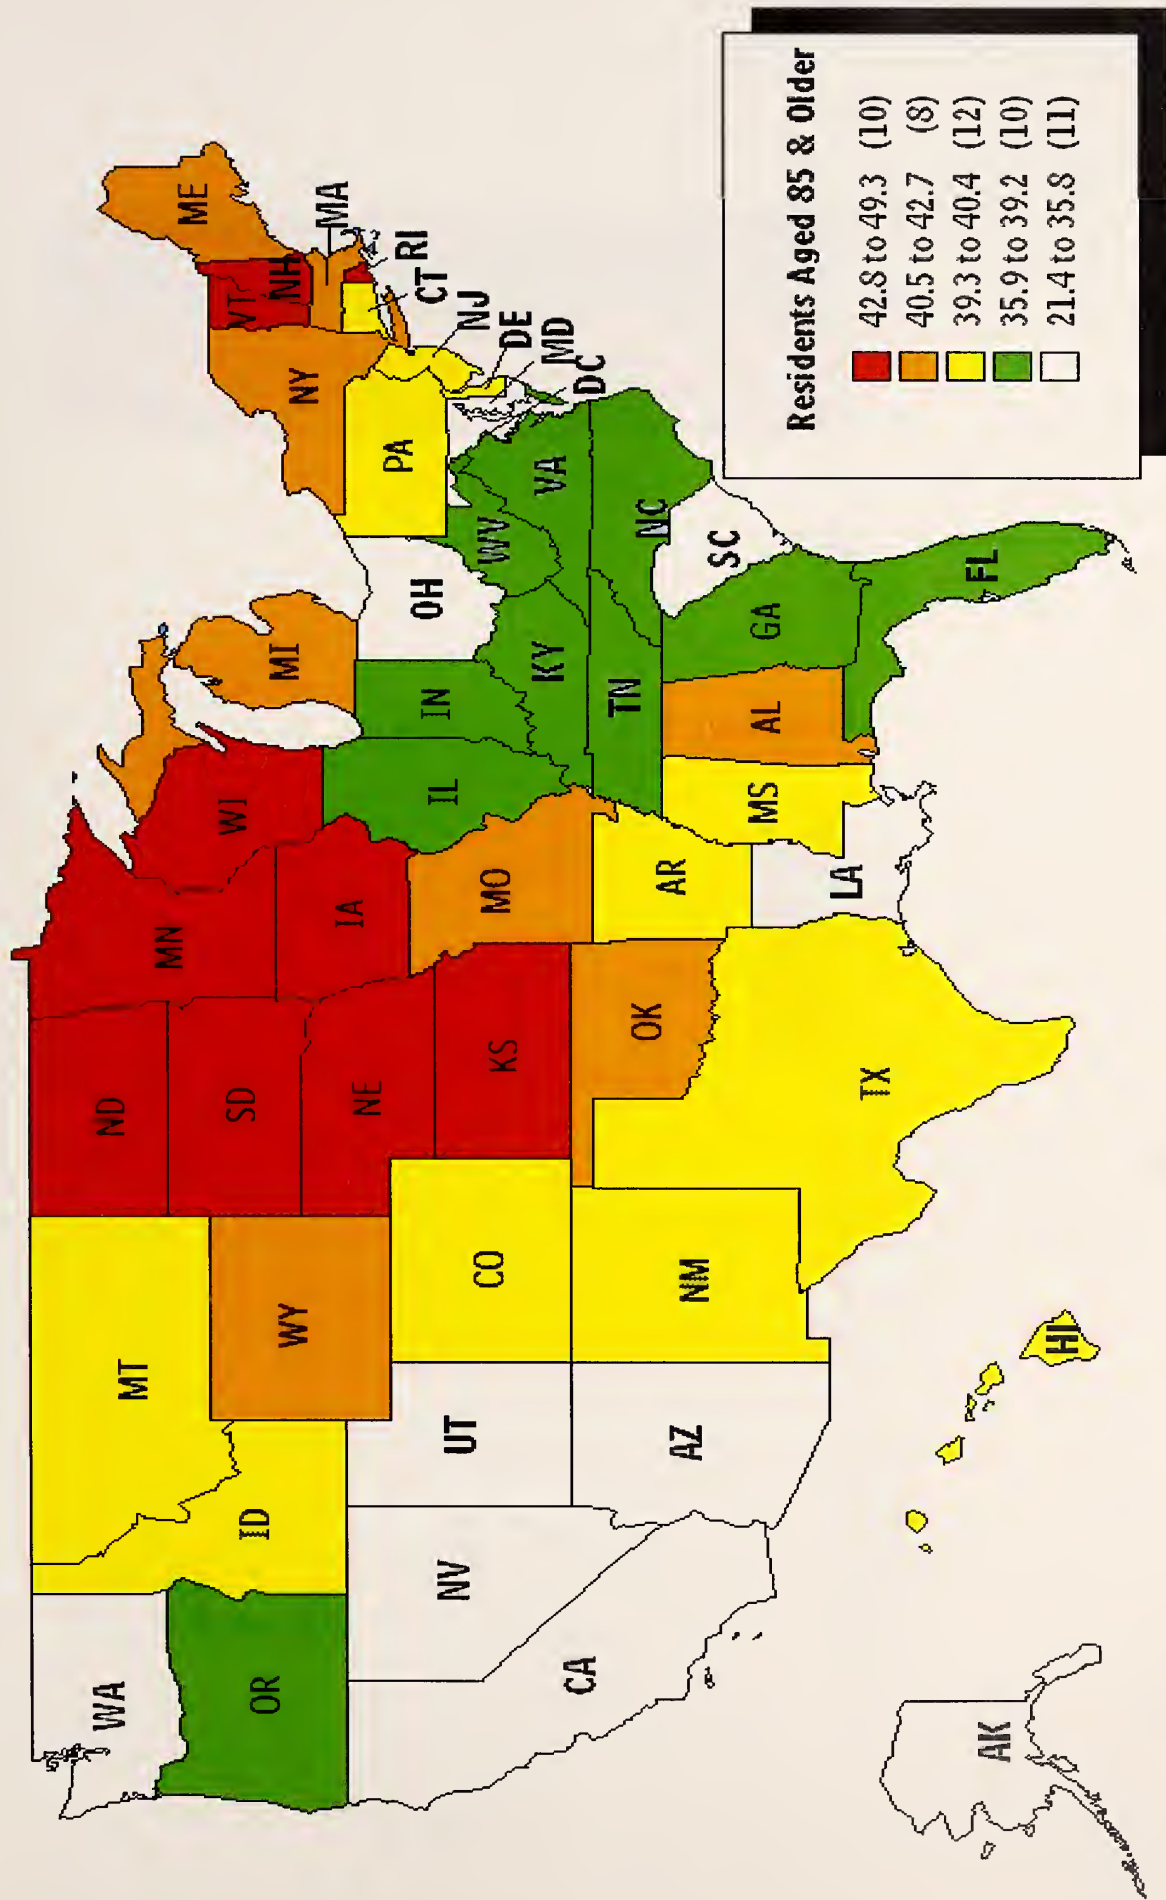 WA
MT
ND
MN
ME
VT
NH
MA
RI
CT
NJ
DE
MD
DC
OR
ID
WY
SD
WI
MI
NY
PA
NV
UT
CO
NE
IA
IL
IN
OH
WV
VA
CA
AZ
NM
KS
MO
KY
TN
NC
SC
OK
AR
TX
LA
MS
AL
GA
FL
AK
HI
Residents Aged 85 & Older
42.8 to 49.3 (10)
40.5 to 42.7 (8)
39.3 to 40.4 (12)
35.9 to 39.2 (10)
21.4 to 35.8 (11)